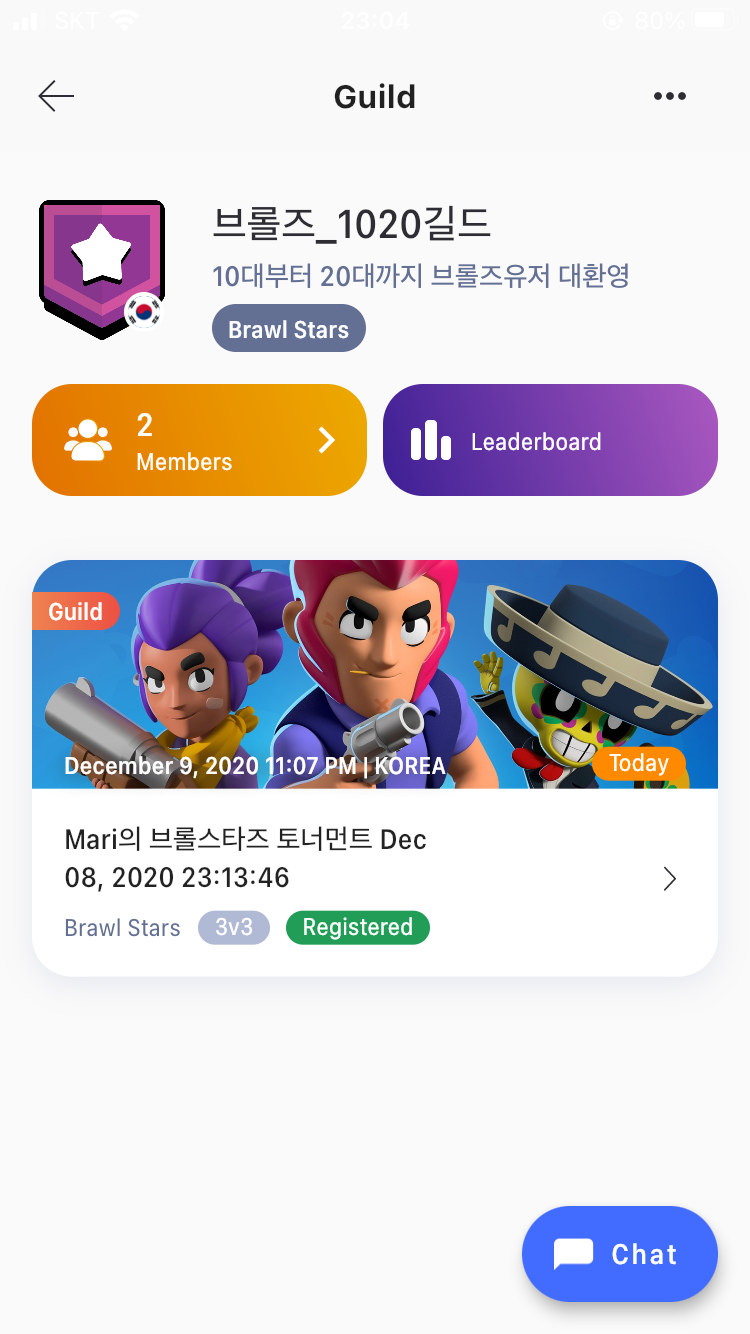 SKT 23:04 80%
Guild
브롤즈_1020길드
10대부터 20대까지 브롤즈유저 대환영
Brawl Stars
2
Members
Leaderboard
Guild
December 9, 2020 11:07 PM | KOREA
Today
Mari의 브롤스타즈 토너먼트 Dec
08, 2020 23:13:46
Brawl Stars 3v3 Registered
Chat